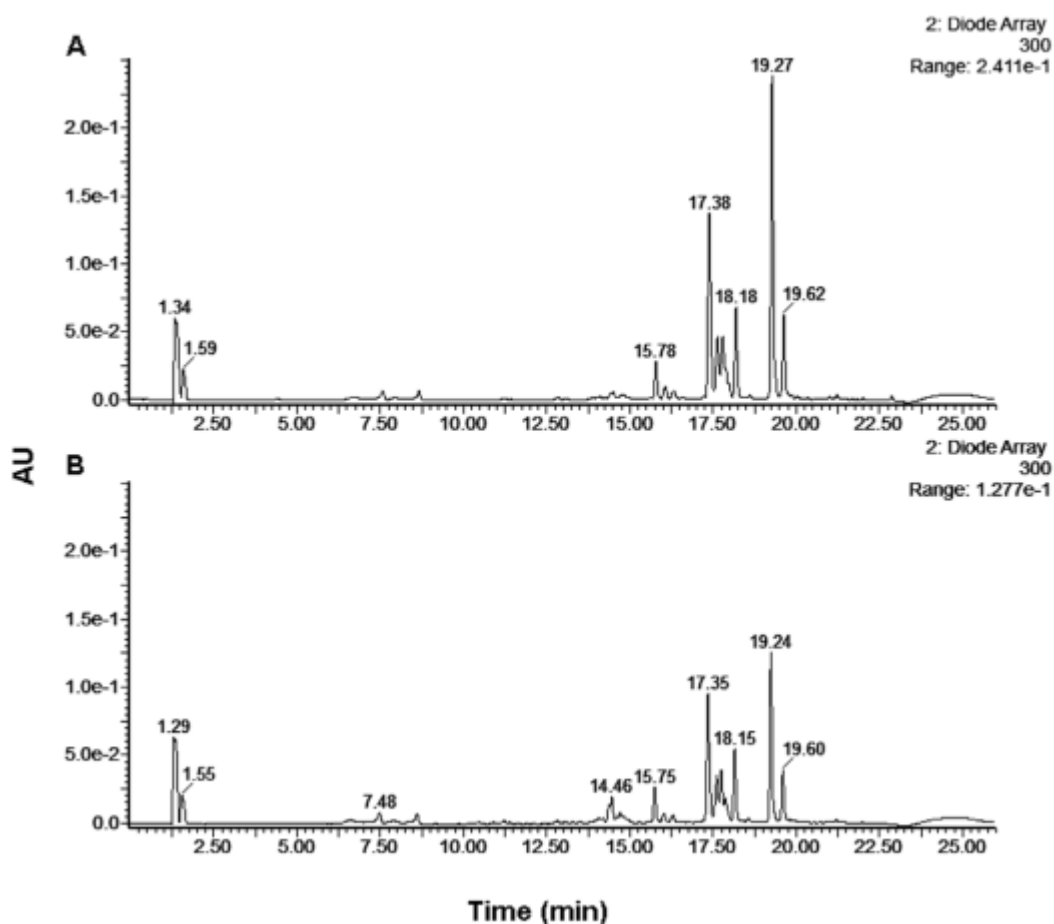 A
2: Diode Array
300
Range: 2.411e-1
19.27
2.0e-1
1.5e-1
17.38
1.0e-1
1.34
18.18
19.62
5.0e-2
1.59
15.78
0.0
2.50 5.00 7.50 10.00 12.50 15.00 17.50 20.00 22.50 25.00
AU
B
2: Diode Array
300
Range: 1.277e-1
2.0e-1
1.5e-1
19.24
1.0e-1
17.35
1.29
18.15
5.0e-2
1.55
14.46
15.75
19.60
7.48
0.0
2.50 5.00 7.50 10.00 12.50 15.00 17.50 20.00 22.50 25.00
Time (min)